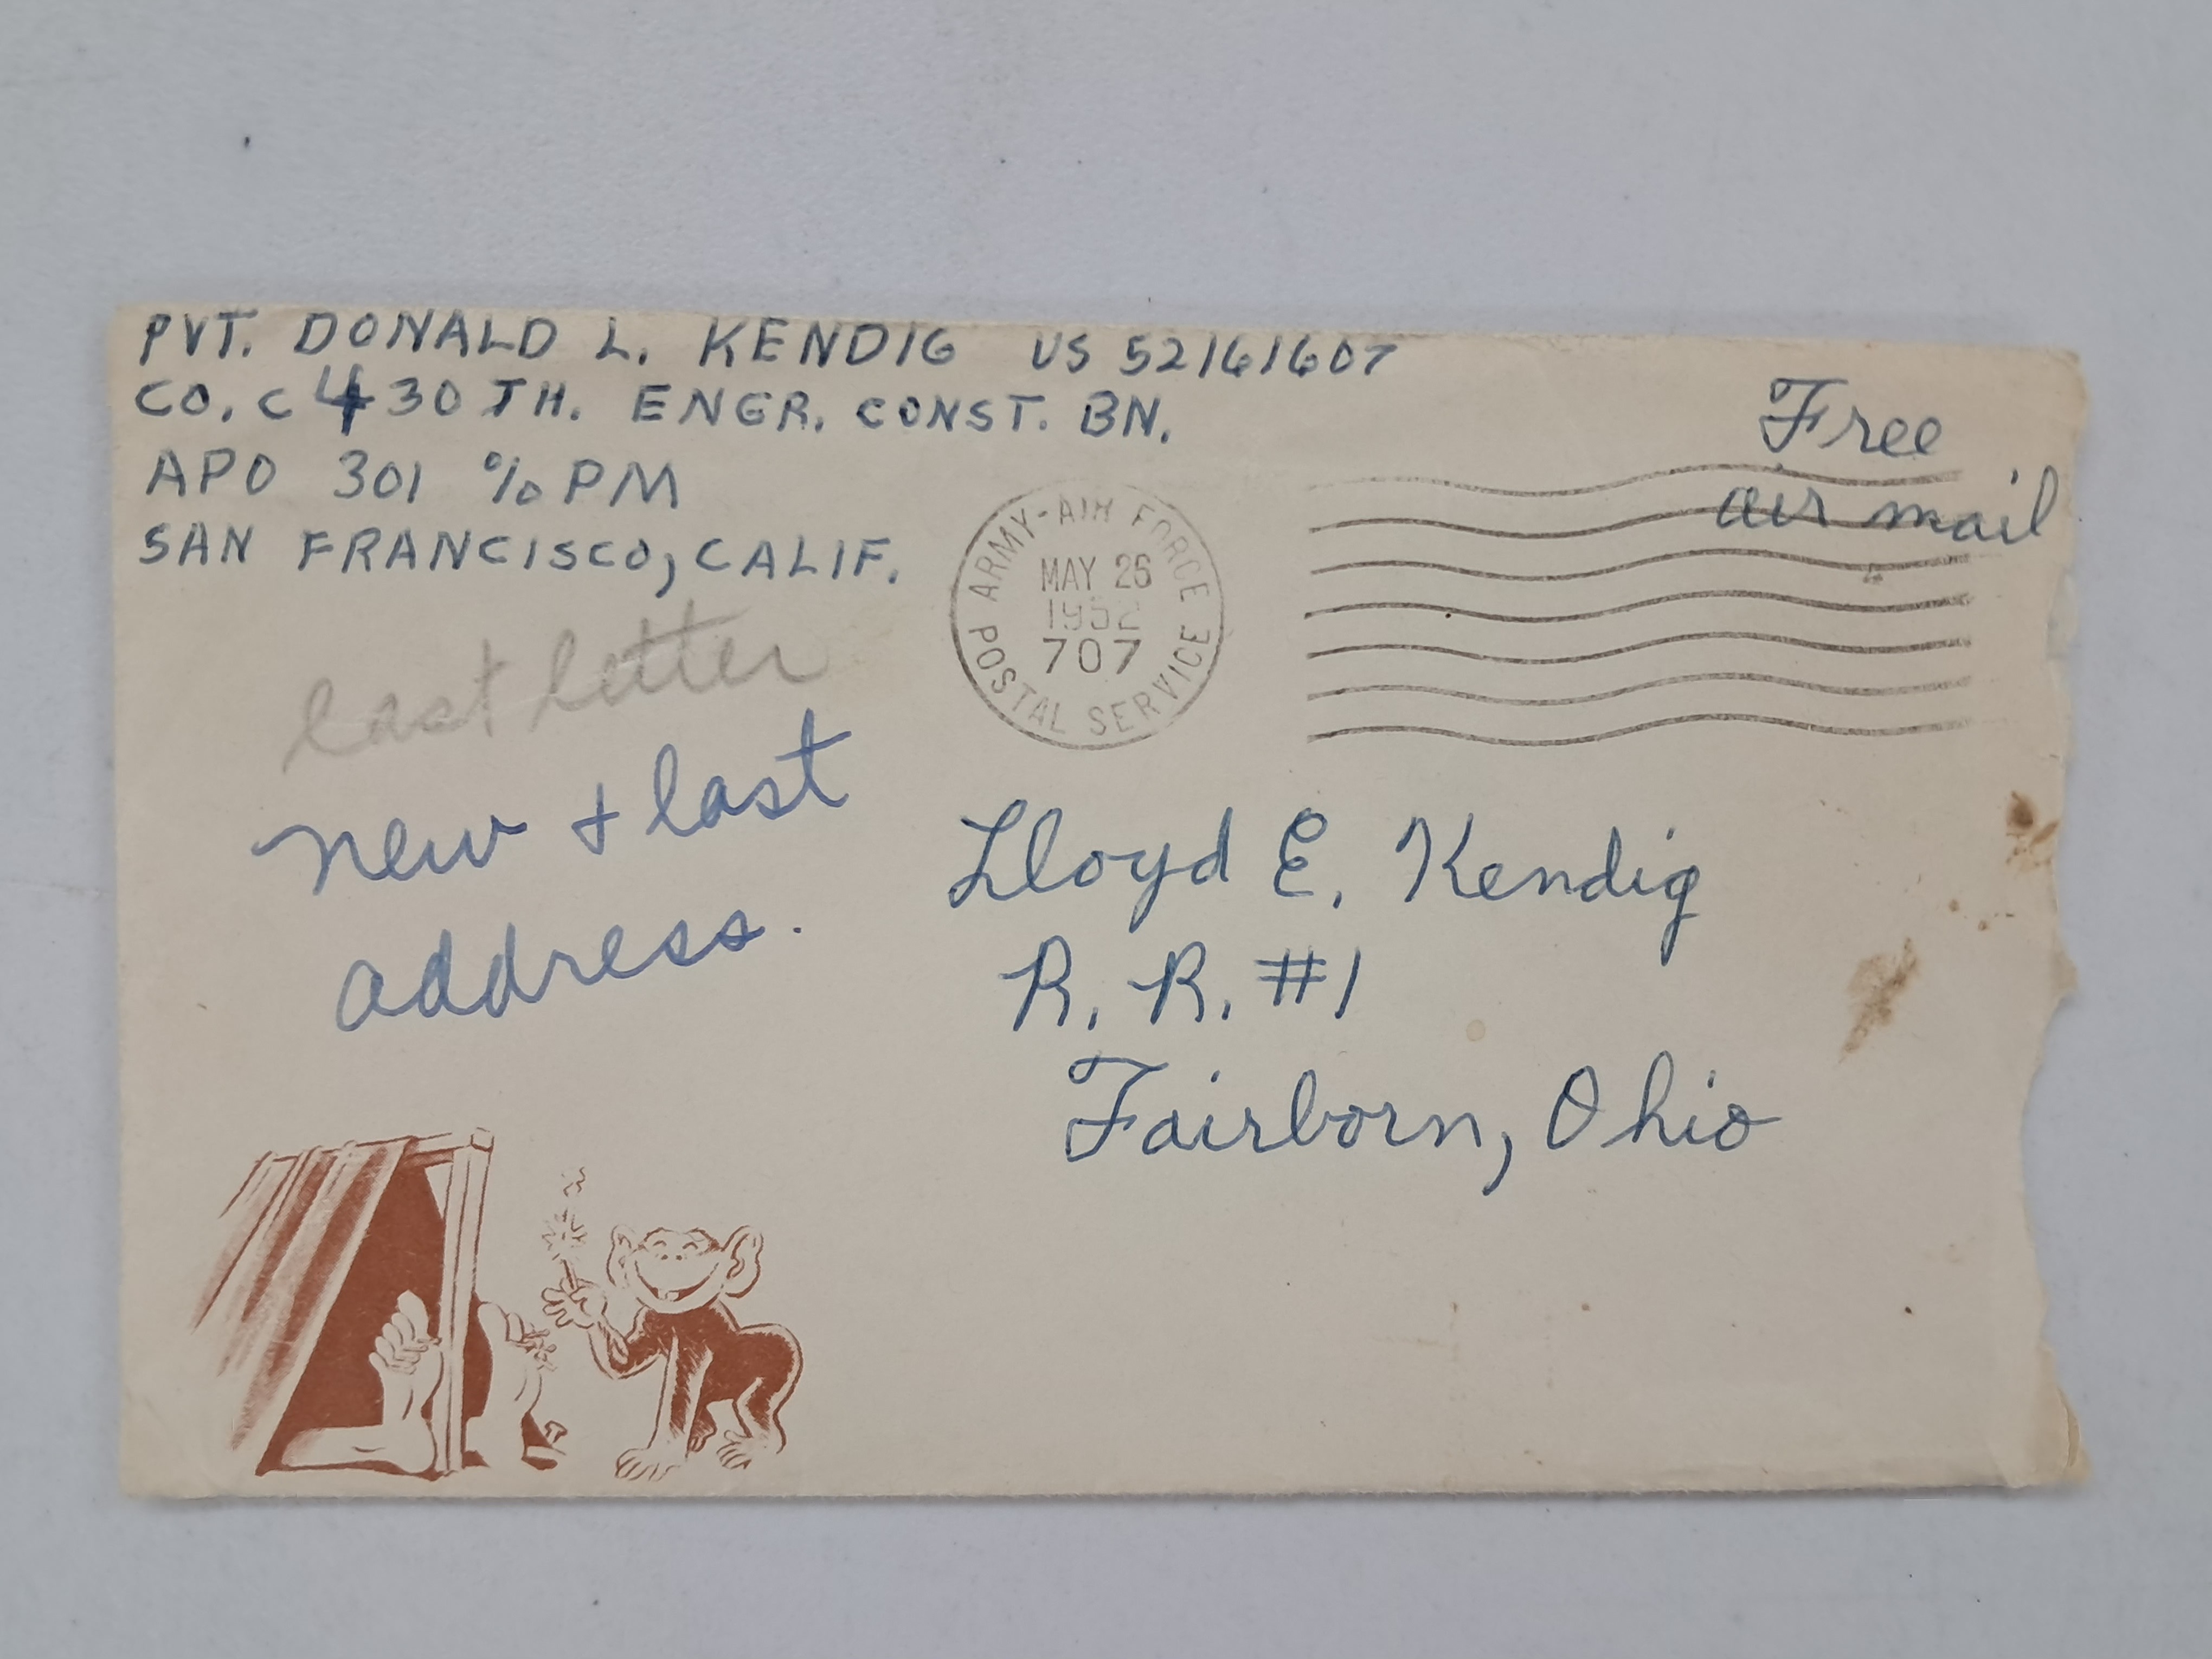 PVT. DONALD L. KENDIG US 52161607
CO. C 430 TH. ENGR. CONST. BN.
APO 301 % PM
SAN FRANCISCO, CALIF.
Free
air mail
ARMY-AIR FORCE
MAY 26
1952
707
POSTAL SERVICE
last letter
new + last
address.
Lloyd E. Kendig
R. R. #1
Fairborn, Ohio